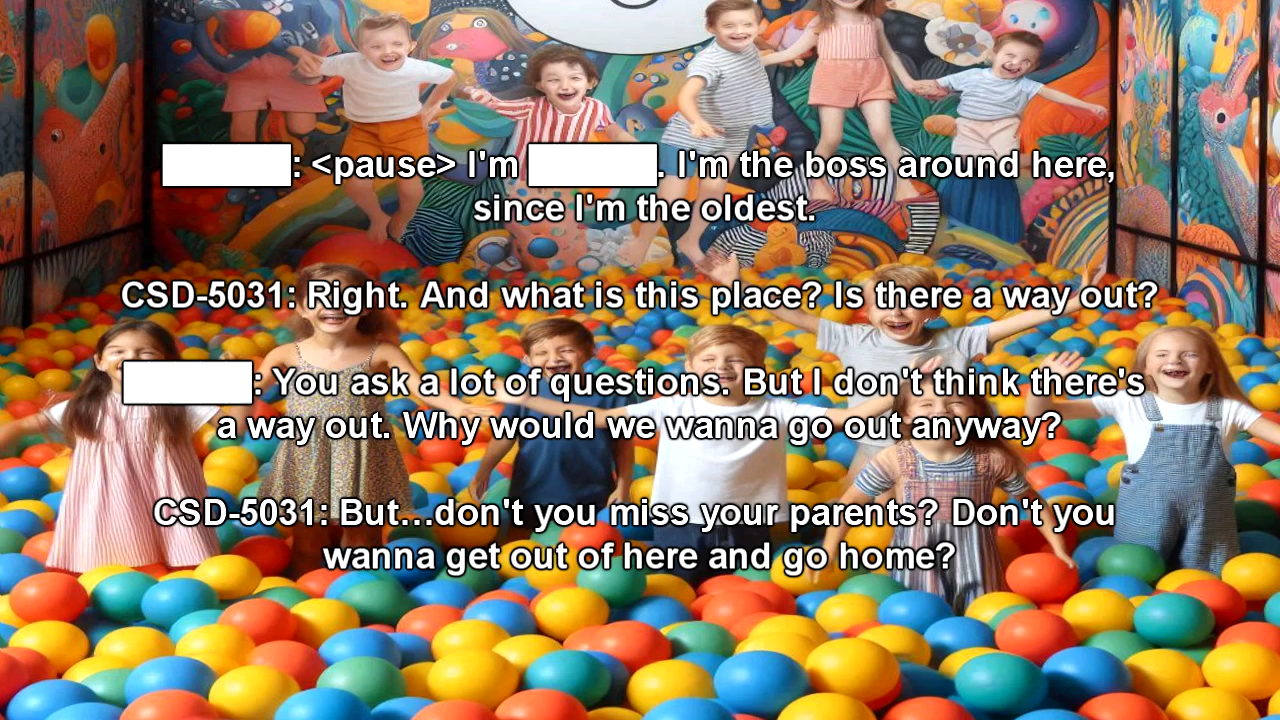 : <pause> I'm . I'm the boss around here,
since I'm the oldest.
CSD-5031: Right. And what is this place? Is there a way out?
: You ask a lot of questions. But I don't think there's
a way out. Why would we wanna go out anyway?
CSD-5031: But...don't you miss your parents? Don't you
wanna get out of here and go home?